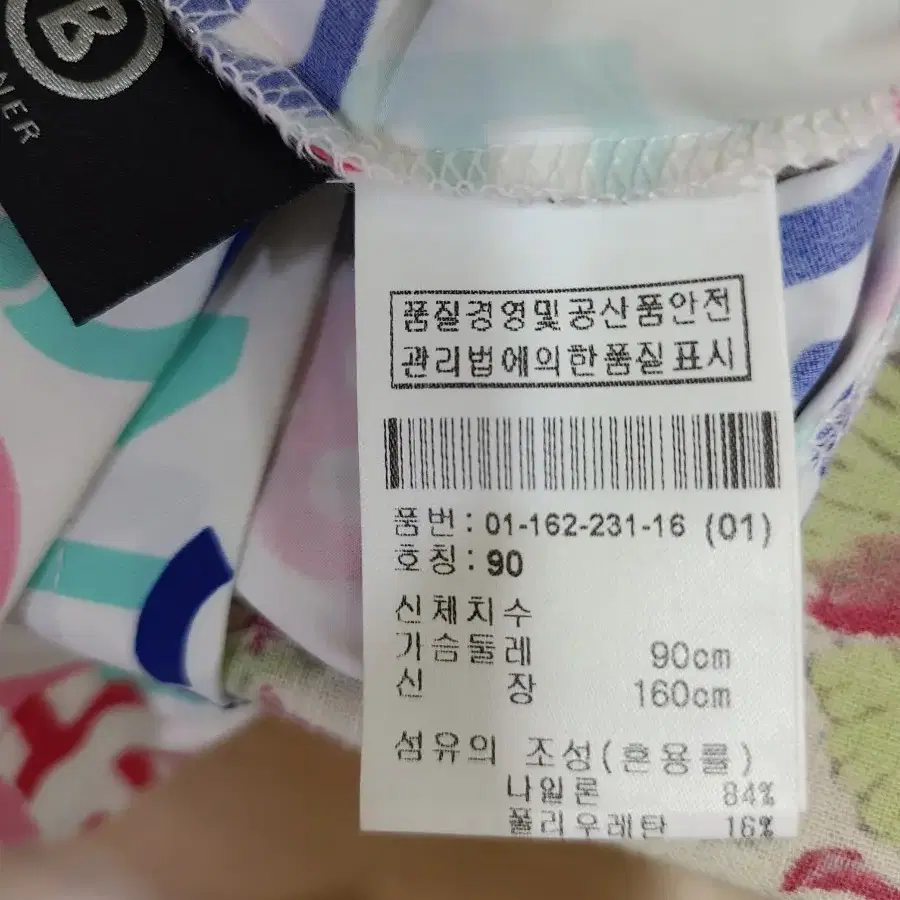 B
NER
품질경영및공산품안전
관리법에의한품질표시
품번: 01-162-231-16 (01)
호칭: 90
신체치수
가슴둘레 90cm
신 장 160cm
섬유의 조성(혼용률)
나일론 84%
폴리우레탄 16%